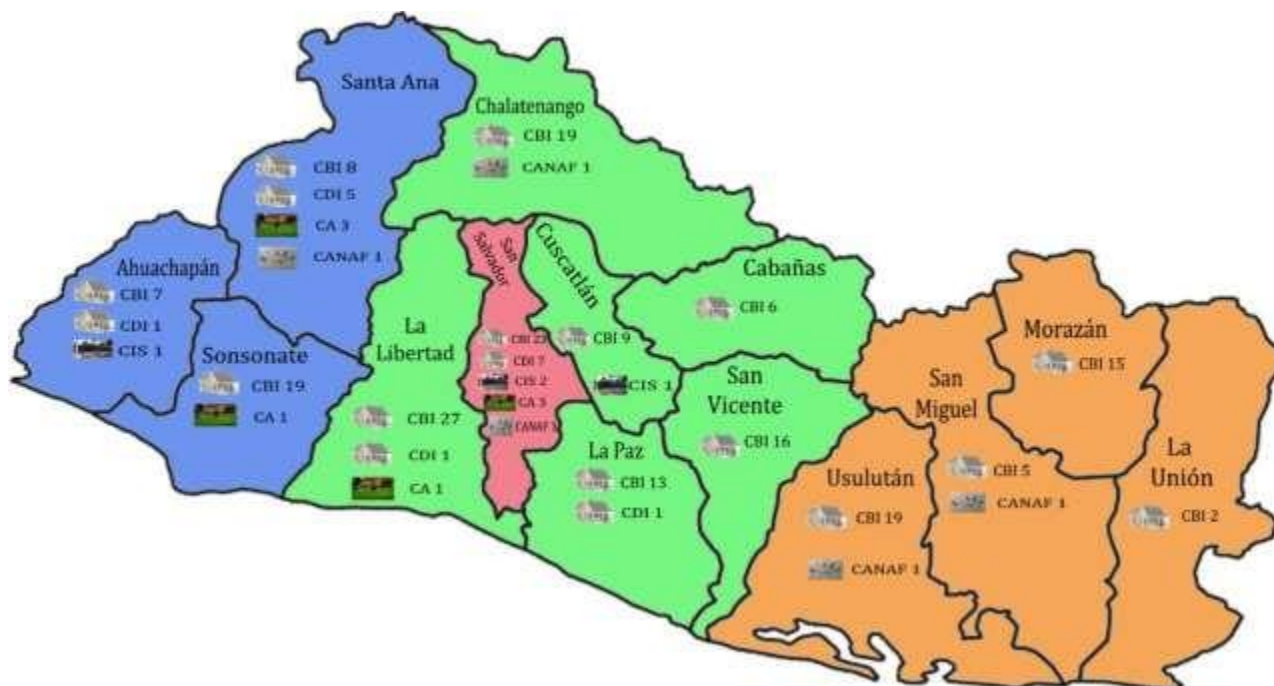 Santa Ana
CBI 8
CDI 5
CA 3
CANAF 1
Chalatenango
CBI 19
CANAF 1
Ahuachapán
CBI 7
CDI 1
CIS 1
Sonsonate
CBI 19
CA 1
La
Libertad
CBI 27
CDI 1
CA 1
San
Salvador
CBI
CDI 7
CIS 2
CA 3
CANAF
Cuscatlán
CBI 9
CIS 1
Cabañas
CBI 6
San
Vicente
CBI 16
La Paz
CBI 13
CDI 1
Usulután
CBI 19
CANAF 1
San
Miguel
CBI 5
CANAF 1
Morazán
CBI 15
La
Unión
CBI 2